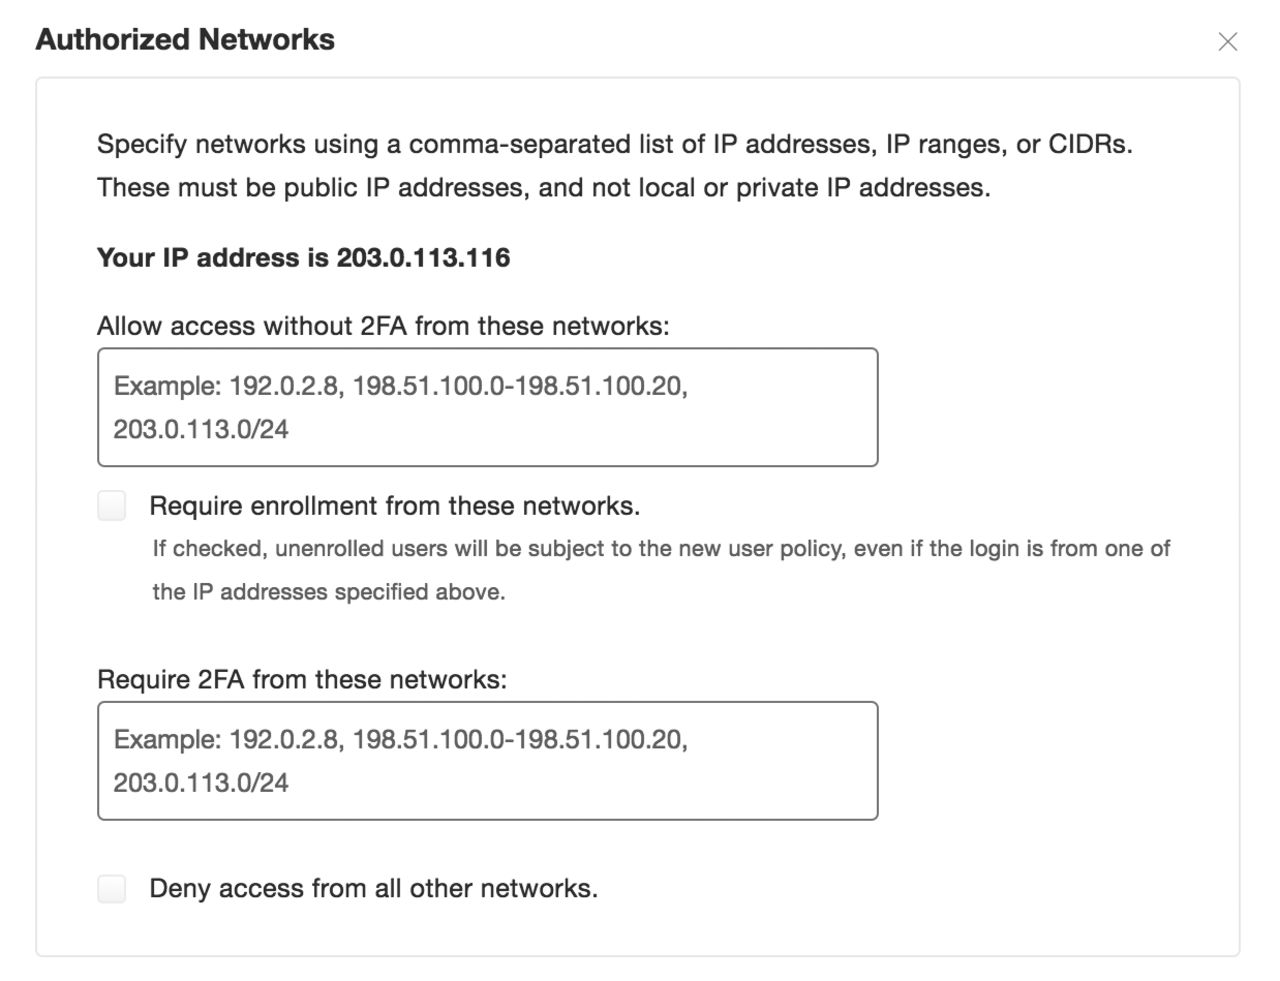 Authorized Networks
Specify networks using a comma-separated list of IP addresses, IP ranges, or CIDRs.
These must be public IP addresses, and not local or private IP addresses.
Your IP address is 203.0.113.116
Allow access without 2FA from these networks:
Example: 192.0.2.8, 198.51.100.0-198.51.100.20,
203.0.113.0/24
Require enrollment from these networks.
If checked, unenrolled users will be subject to the new user policy, even if the login is from one of
the IP addresses specified above.
Require 2FA from these networks:
Example: 192.0.2.8, 198.51.100.0-198.51.100.20,
203.0.113.0/24
Deny access from all other networks.